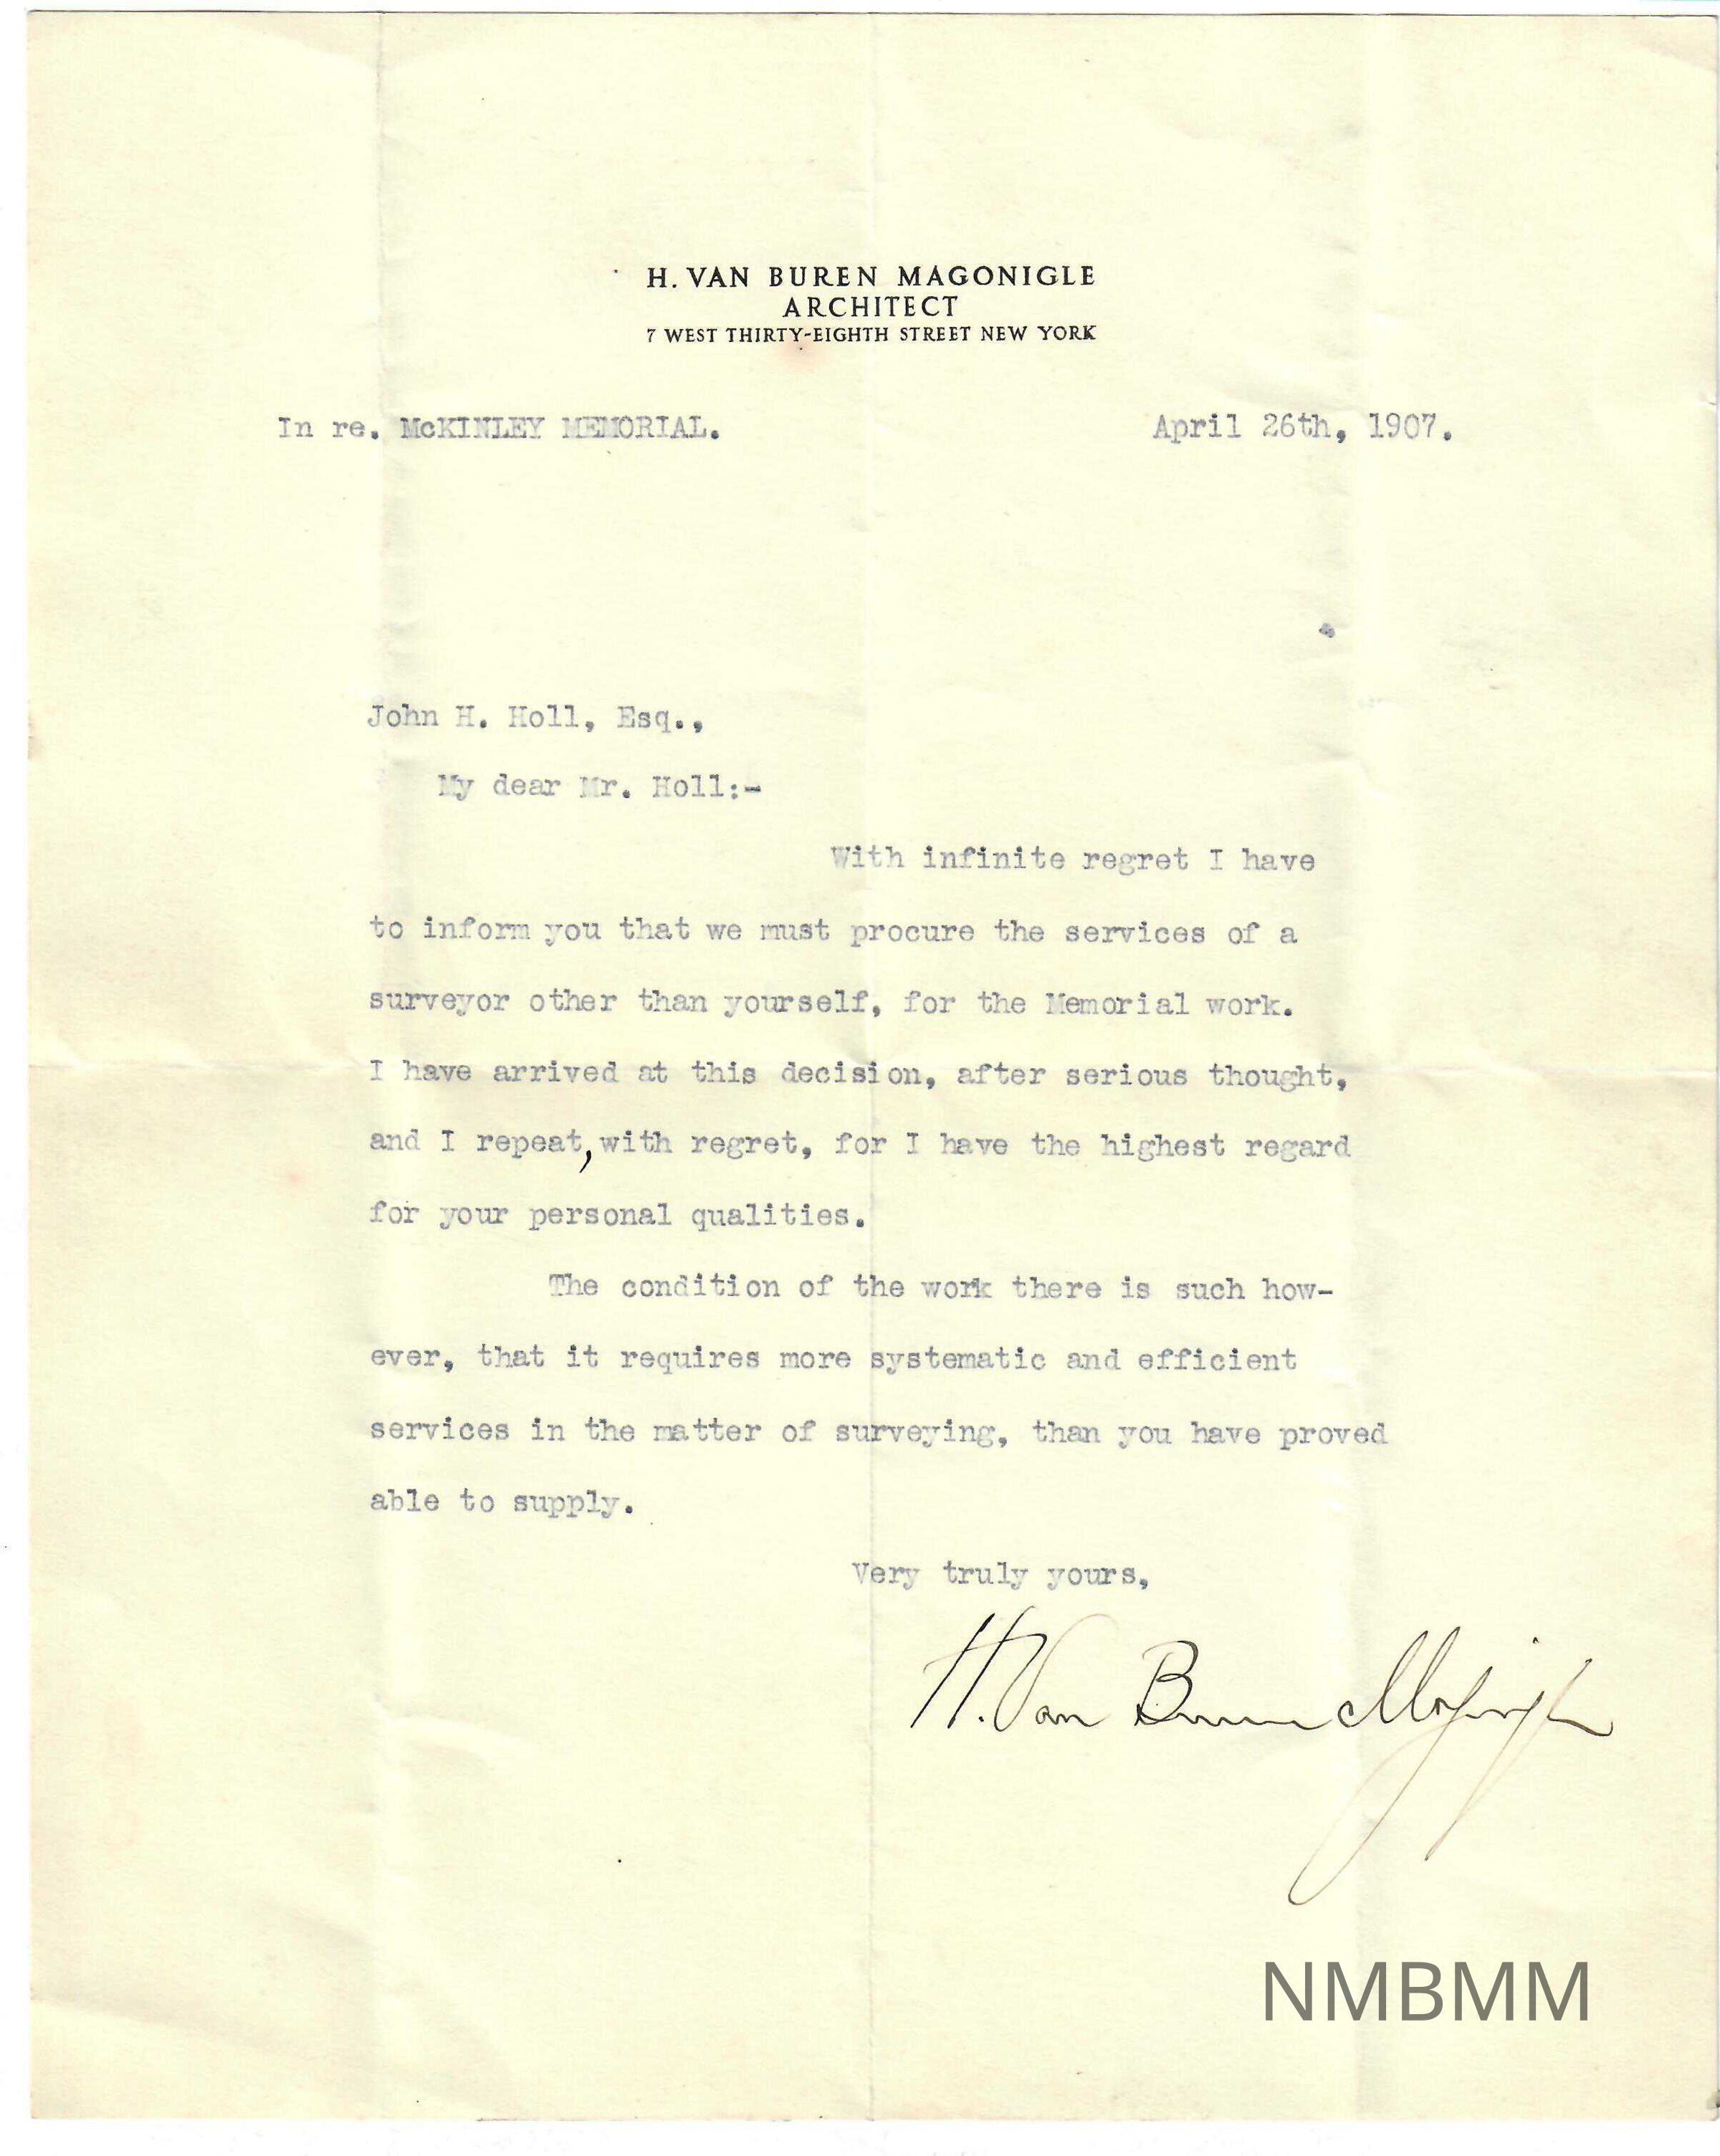 H. VAN BUREN MAGONIGLE
ARCHITECT
7 WEST THIRTY-EIGHTH STREET NEW YORK
In re. McKINLEY MEMORIAL. April 26th, 1907.
John H. Holl, Esq.,
My dear Mr. Holl:-
With infinite regret I have
to inform you that we must procure the services of a
surveyor other than yourself, for the Memorial work.
I have arrived at this decision, after serious thought,
and I repeat, with regret, for I have the highest regard
for your personal qualities.
The condition of the work there is such how-
ever, that it requires more systematic and efficient
services in the matter of surveying, than you have proved
able to supply.
Very truly yours,
H. Van Buren Magonigle
NMBMM